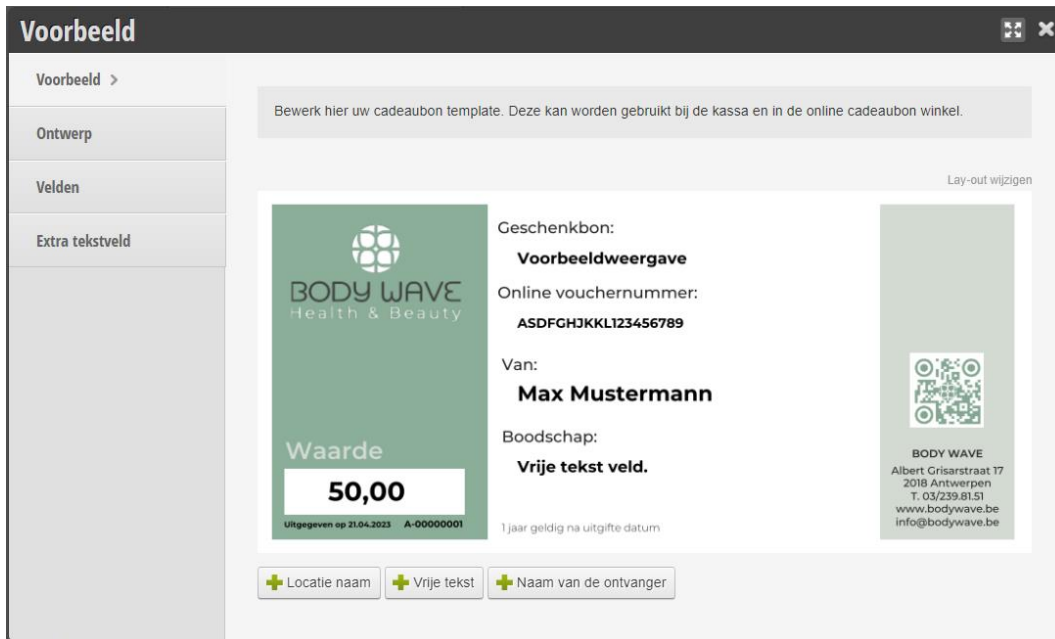 Voorbeeld
Voorbeeld >
Ontwerp
Velden
Extra tekstveld
Bewerk hier uw cadeaubon template. Deze kan worden gebruikt bij de kassa en in de online cadeaubon winkel.
Lay-out wijzigen
BODY WAVE
Health & Beauty
Waarde
50,00
Uitgegeven op 21.04.2023 A-00000001
Geschenkbon:
Voorbeeldweergave
Online vouchernummer:
ASDFGHJKKL123456789
Van:
Max Mustermann
Boodschap:
Vrije tekst veld.
1 jaar geldig na uitgifte datum
BODY WAVE
Albert Grisarstraat 17
2018 Antwerpen
T. 03/239.81.51
www.bodywave.be
info@bodywave.be
Locatie naam
Vrije tekst
Naam van de ontvanger